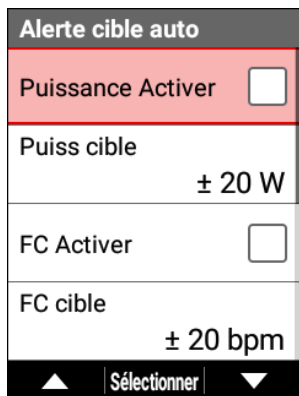 Alerte cible auto
Puissance Activer
Puiss cible
± 20 W
FC Activer
FC cible
± 20 bpm
Sélectionner